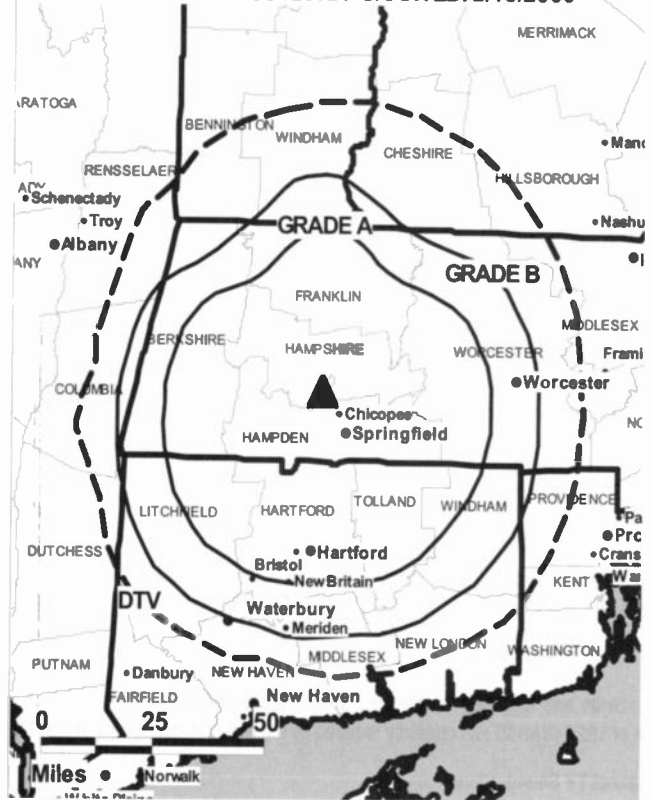 MERRIMACK
ARATOGA
BENNINGTON
WINDHAM
CHESHIRE
RENSSELAER
HILLSBOROUGH
Schenectady
Troy
Nashu
Albany
ANY
GRADE A
GRADE B
FRANKLIN
MIDDLESEX
BERKSHIRE
HAMPSHIRE
WORCESTER
Frami
COLUMBIA
Worcester
Chicopee
HAMPDEN
Springfield
LITCHFIELD
HARTFORD
TOLLAND
WINDHAM
PROVIDENCE
DUTCHESS
Hartford
Bristol
New Britain
KENT
DTV
Waterbury
Meriden
NEW LONDON
WASHINGTON
MIDDLESEX
PUTNAM
Danbury
NEW HAVEN
FAIRFIELD
New Haven
0 25 50
Miles
Norwalk